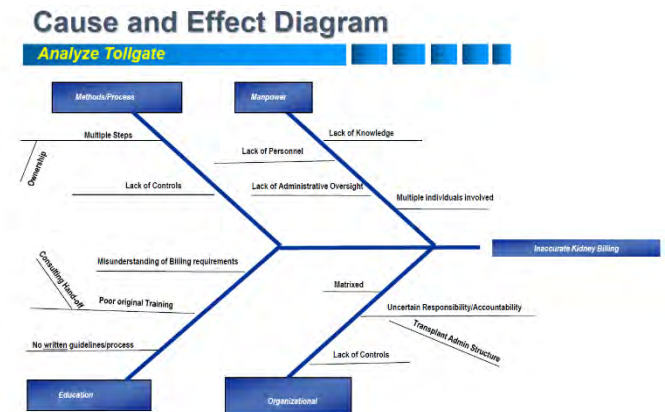 Cause and Effect Diagram
Analyze Tollgate
Methods/Process
Manpower
Multiple Steps
Ownership
Lack of Controls
Lack of Knowledge
Lack of Personnel
Lack of Administrative Oversight
Multiple individuals involved
Inaccurate Kidney Billing
Misunderstanding of Billing requirements
Consulting Hand-off
Poor original Training
No written guidelines/process
Matrixed
Uncertain Responsibility/Accountability
Transplant Admin Structure
Lack of Controls
Education
Organizational